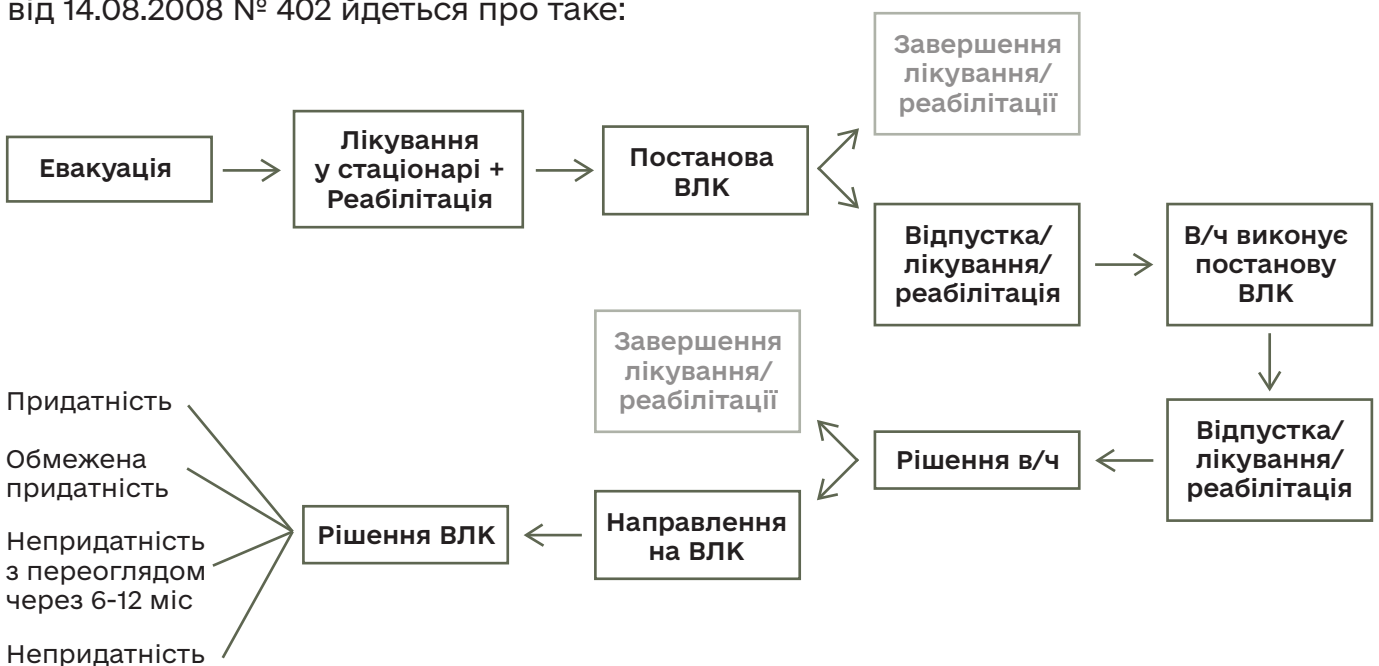 від 14.08.2008 № 402 йдеться про таке:
Евакуація
Лікування
у стаціонарі +
Реабілітація
Постанова
ВЛК
Завершення
лікування/
реабілітації
Відпустка/
лікування/
реабілітація
В/ч виконує
постанову
ВЛК
Відпустка/
лікування/
реабілітація
Рішення в/ч
Завершення
лікування/
реабілітації
Направлення
на ВЛК
Рішення ВЛК
Придатність
Обмежена
придатність
Непридатність
з переоглядом
через 6-12 міс
Непридатність